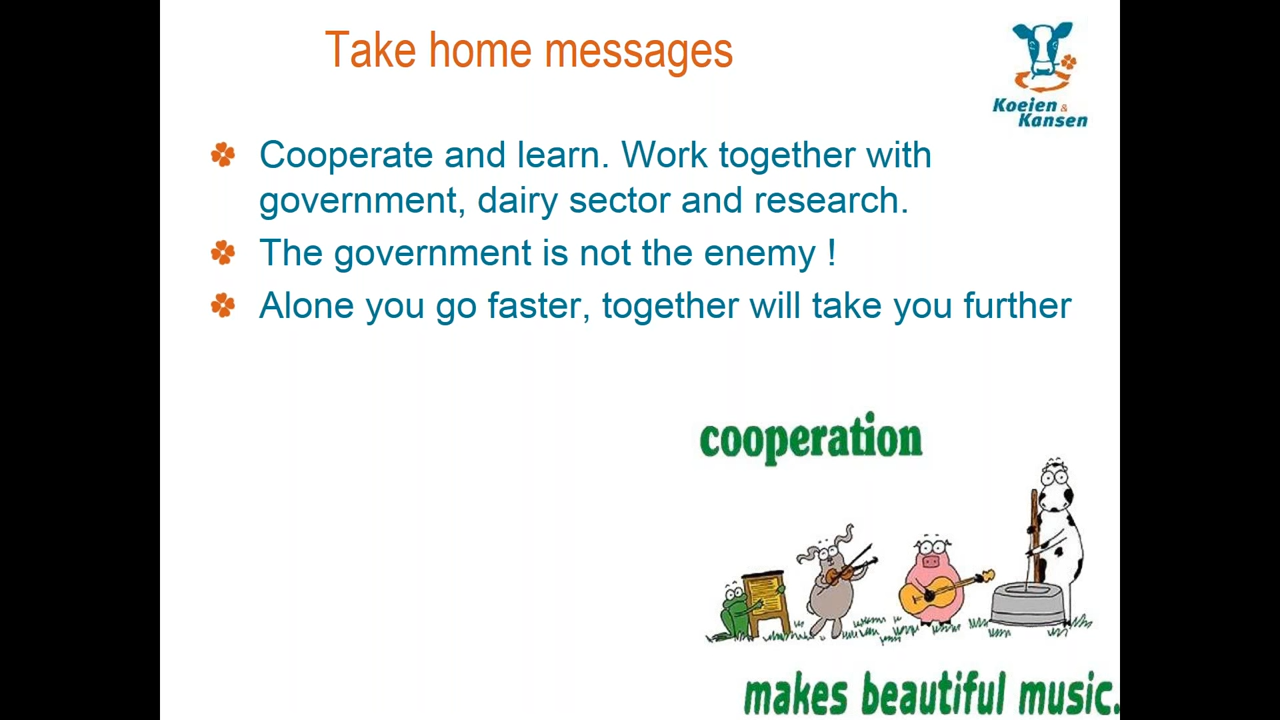 Take home messages
Koeien &
Kansen
Cooperate and learn. Work together with
government, dairy sector and research.
The government is not the enemy !
Alone you go faster, together will take you further
cooperation
makes beautiful music.